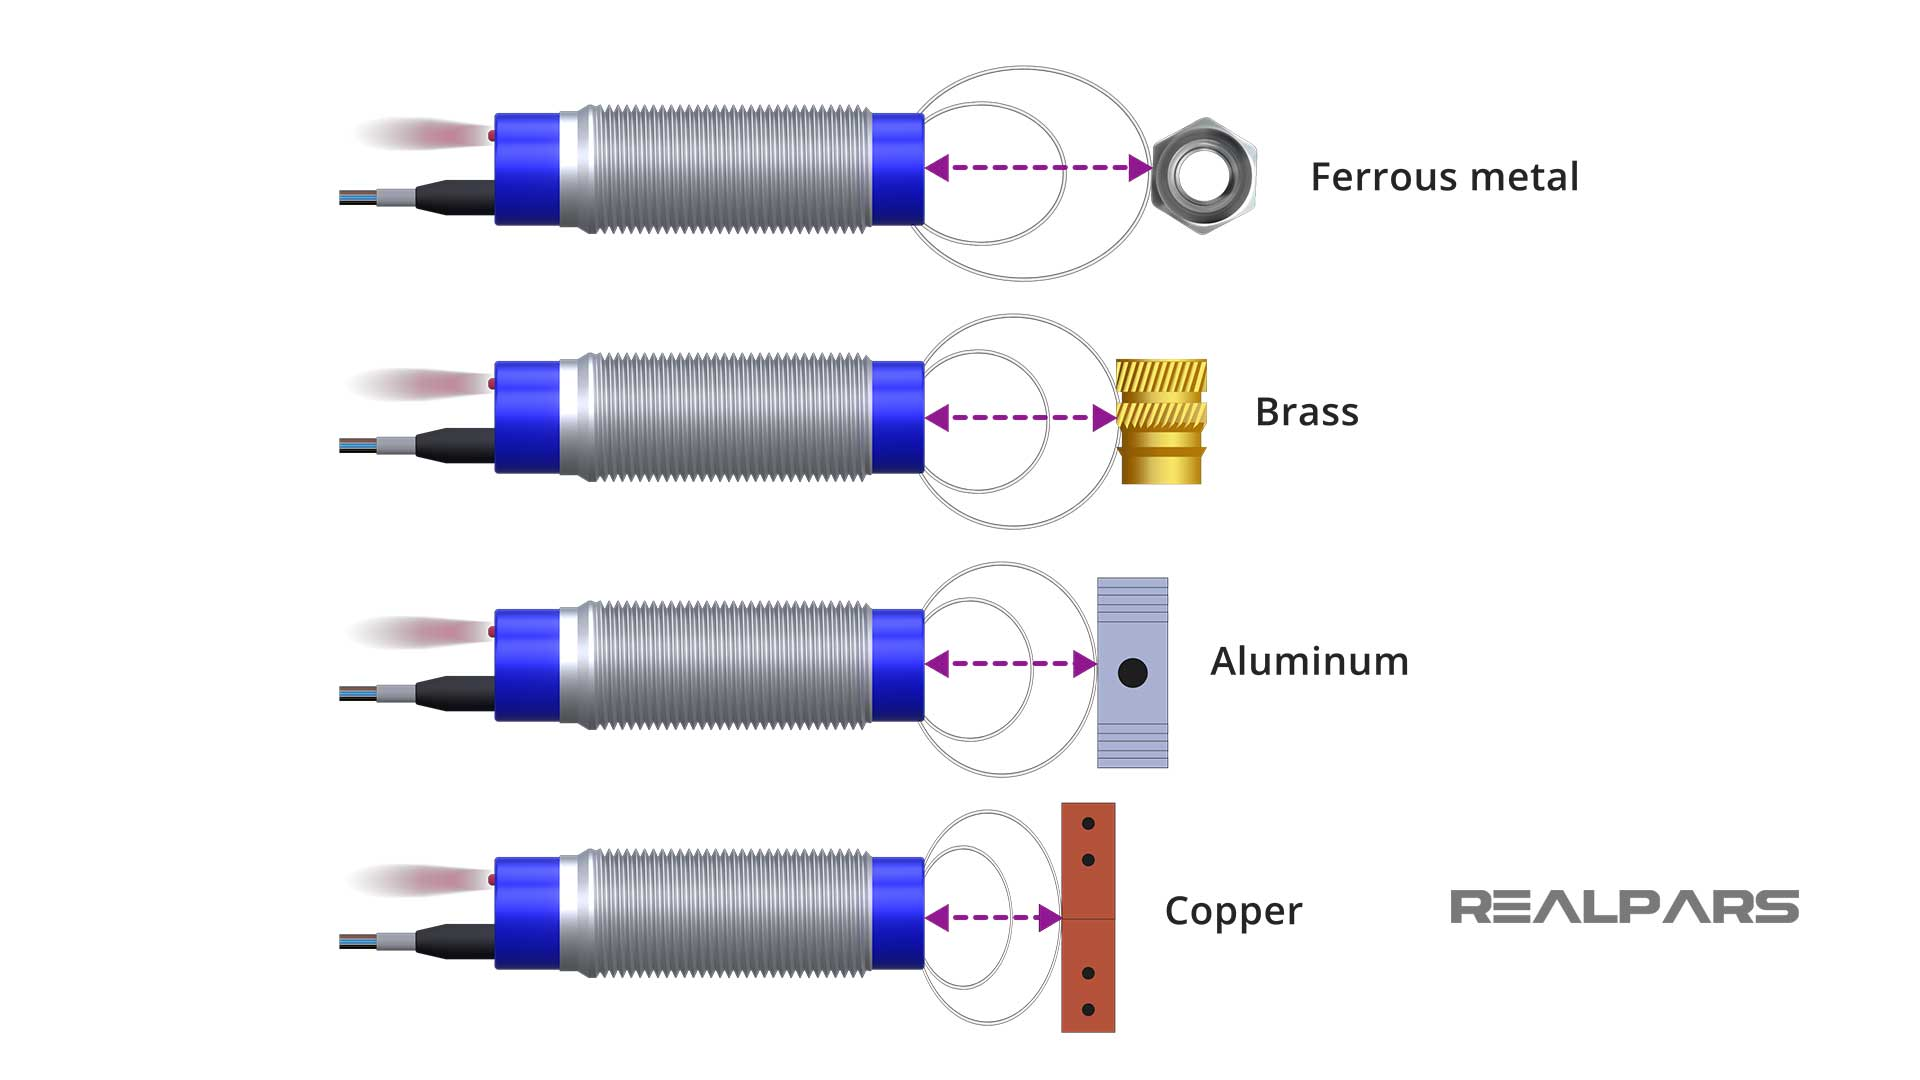 Ferrous metal
Brass
Aluminum
Copper
REALPARS